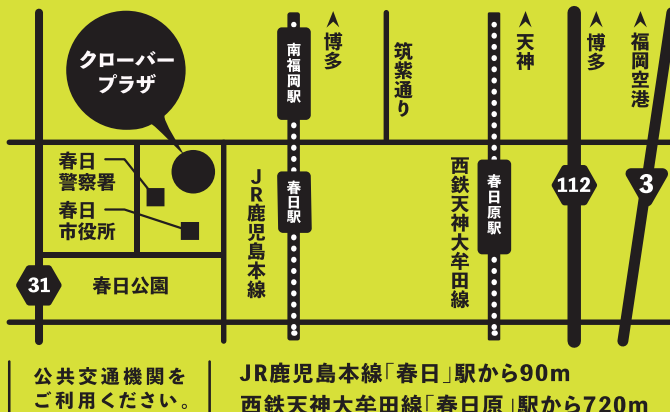 クローバー
プラザ
南福岡駅
博多
筑紫通り
天神
博多
福岡空港
春日
警察署
春日
市役所
JR鹿児島本線
春日駅
西鉄天神大牟田線
春日原駅
112
3
31
春日公園
公共交通機関を
ご利用ください。
JR鹿児島本線「春日」駅から90m
西鉄天神大牟田線「春日原」駅から720m